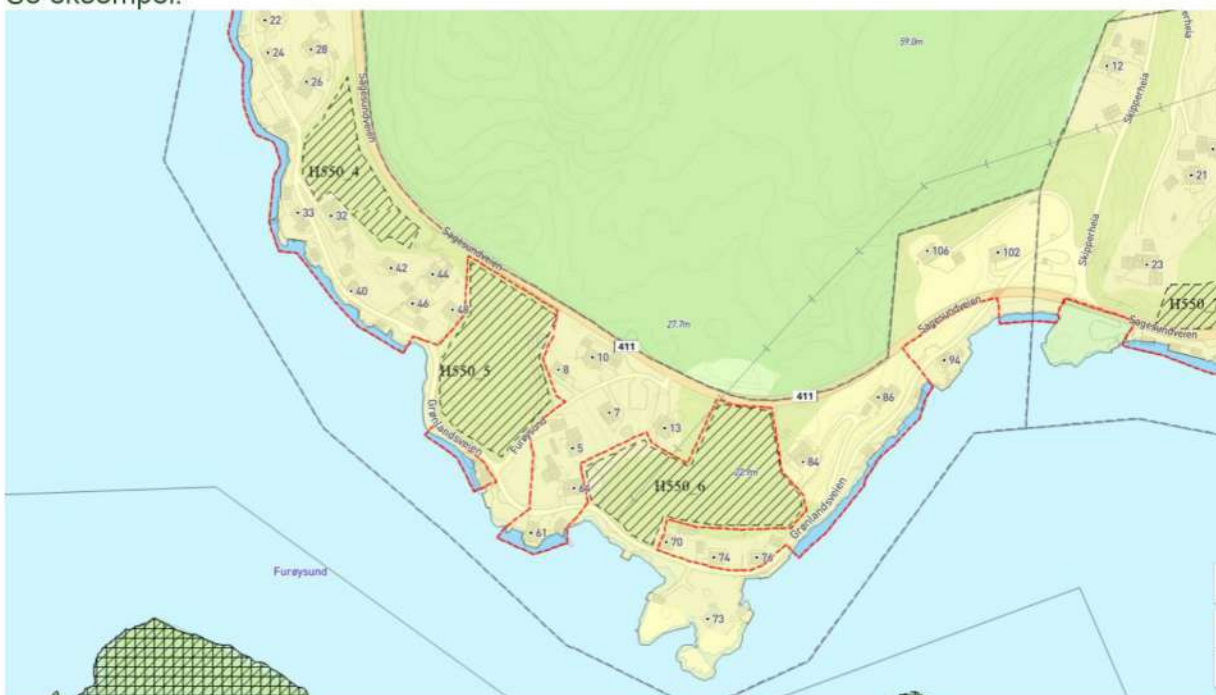 Se eksempel:
22
24
28
26
59.8m
12
perheia
Skipperheia
21
Sagesundveien
H550_4
33
32
Sagesundveien
42
44
40
46
48
106
102
Skipperheia
23
H550
Sagesundveien
Sagesundveien
27.7m
411
10
8
H550_5
94
411
86
7
Grønlandsveien
Furøysund
13
5
84
22.9m
H550_6
64
Grønlandsveien
61
70
74
76
Furøysund
73